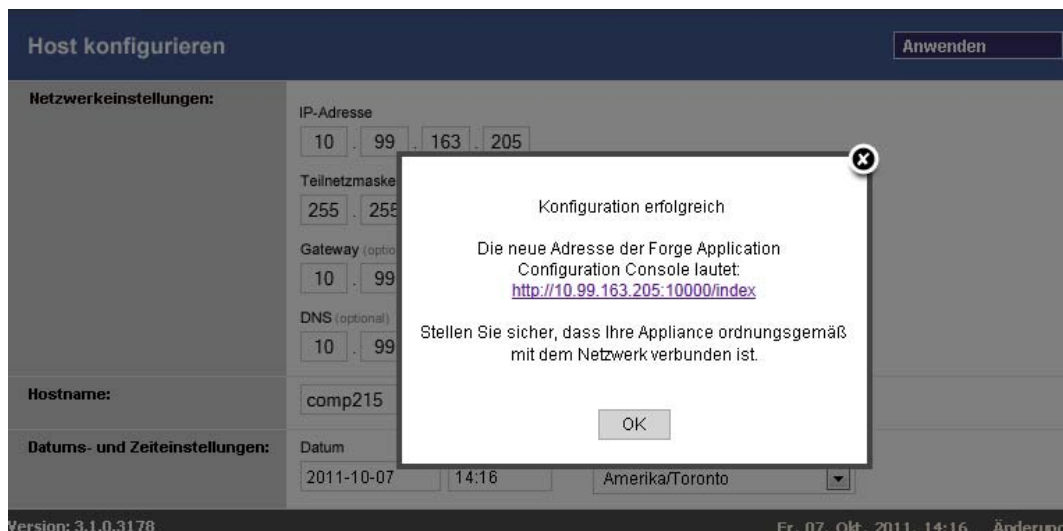 Host konfigurieren
Anwenden
Netzwerkeinstellungen:
IP-Adresse
10 . 99 . 163 . 205
Teilnetzmaske
255 . 255
Gateway (optio
10 . 99
DNS (optional)
10 . 99
Konfiguration erfolgreich
Die neue Adresse der Forge Application
Configuration Console lautet:
http://10.99.163.205:10000/index
Stellen Sie sicher, dass Ihre Appliance ordnungsgemäß
mit dem Netzwerk verbunden ist.
OK
Hostname:
comp215
Datums- und Zeiteinstellungen:
Datum
2011-10-07
14:16
Amerika/Toronto
Version: 3.1.0.3178
Fr, 07. Okt. 2011, 14:16
Änderung